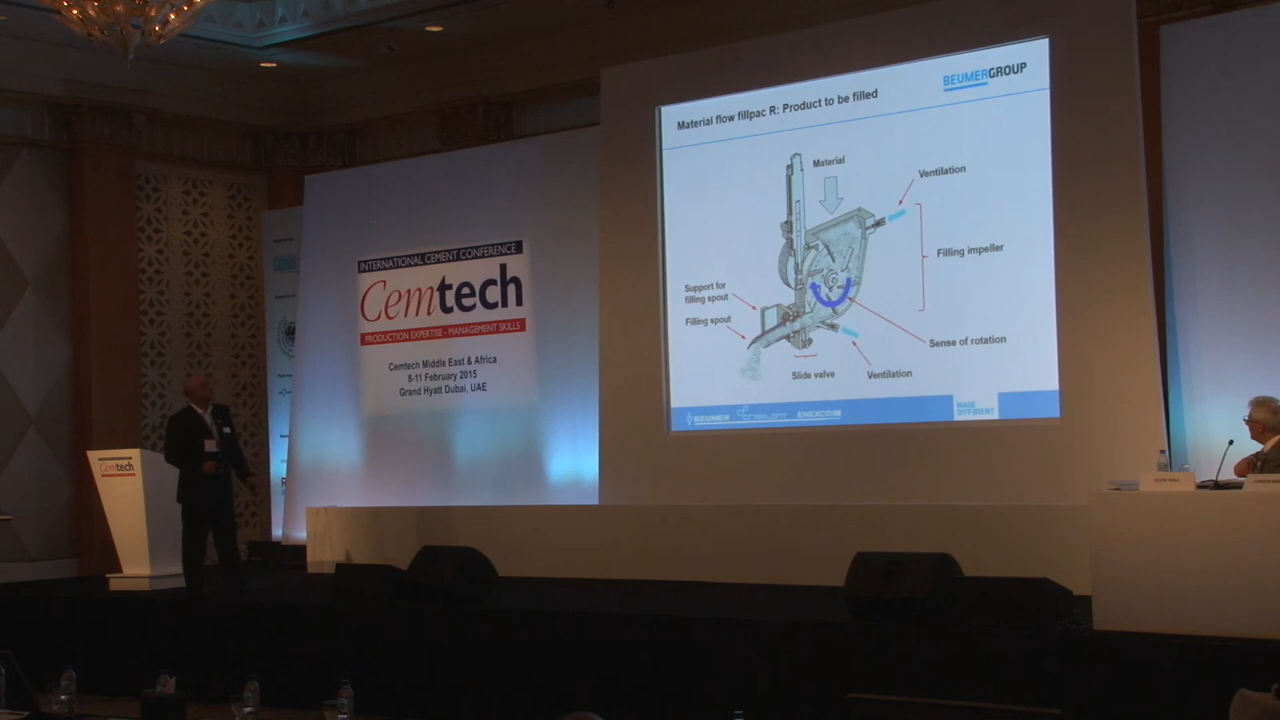 INTERNATIONAL CEMENT CONFERENCE
Cemtech
PRODUCTION EXPERTISE - MANAGEMENT SKILLS
Cemtech Middle East & Africa
8-11 February 2015
Grand Hyatt Dubai, UAE
Cemtech
BEUMERGROUP
Material flow fillpac R: Product to be filled
Material
Ventilation
Filling impeller
Support for
filling spout
Filling spout
Sense of rotation
Slide valve
Ventilation
BEUMER
ENEXCO
MADE
DIFFERENT